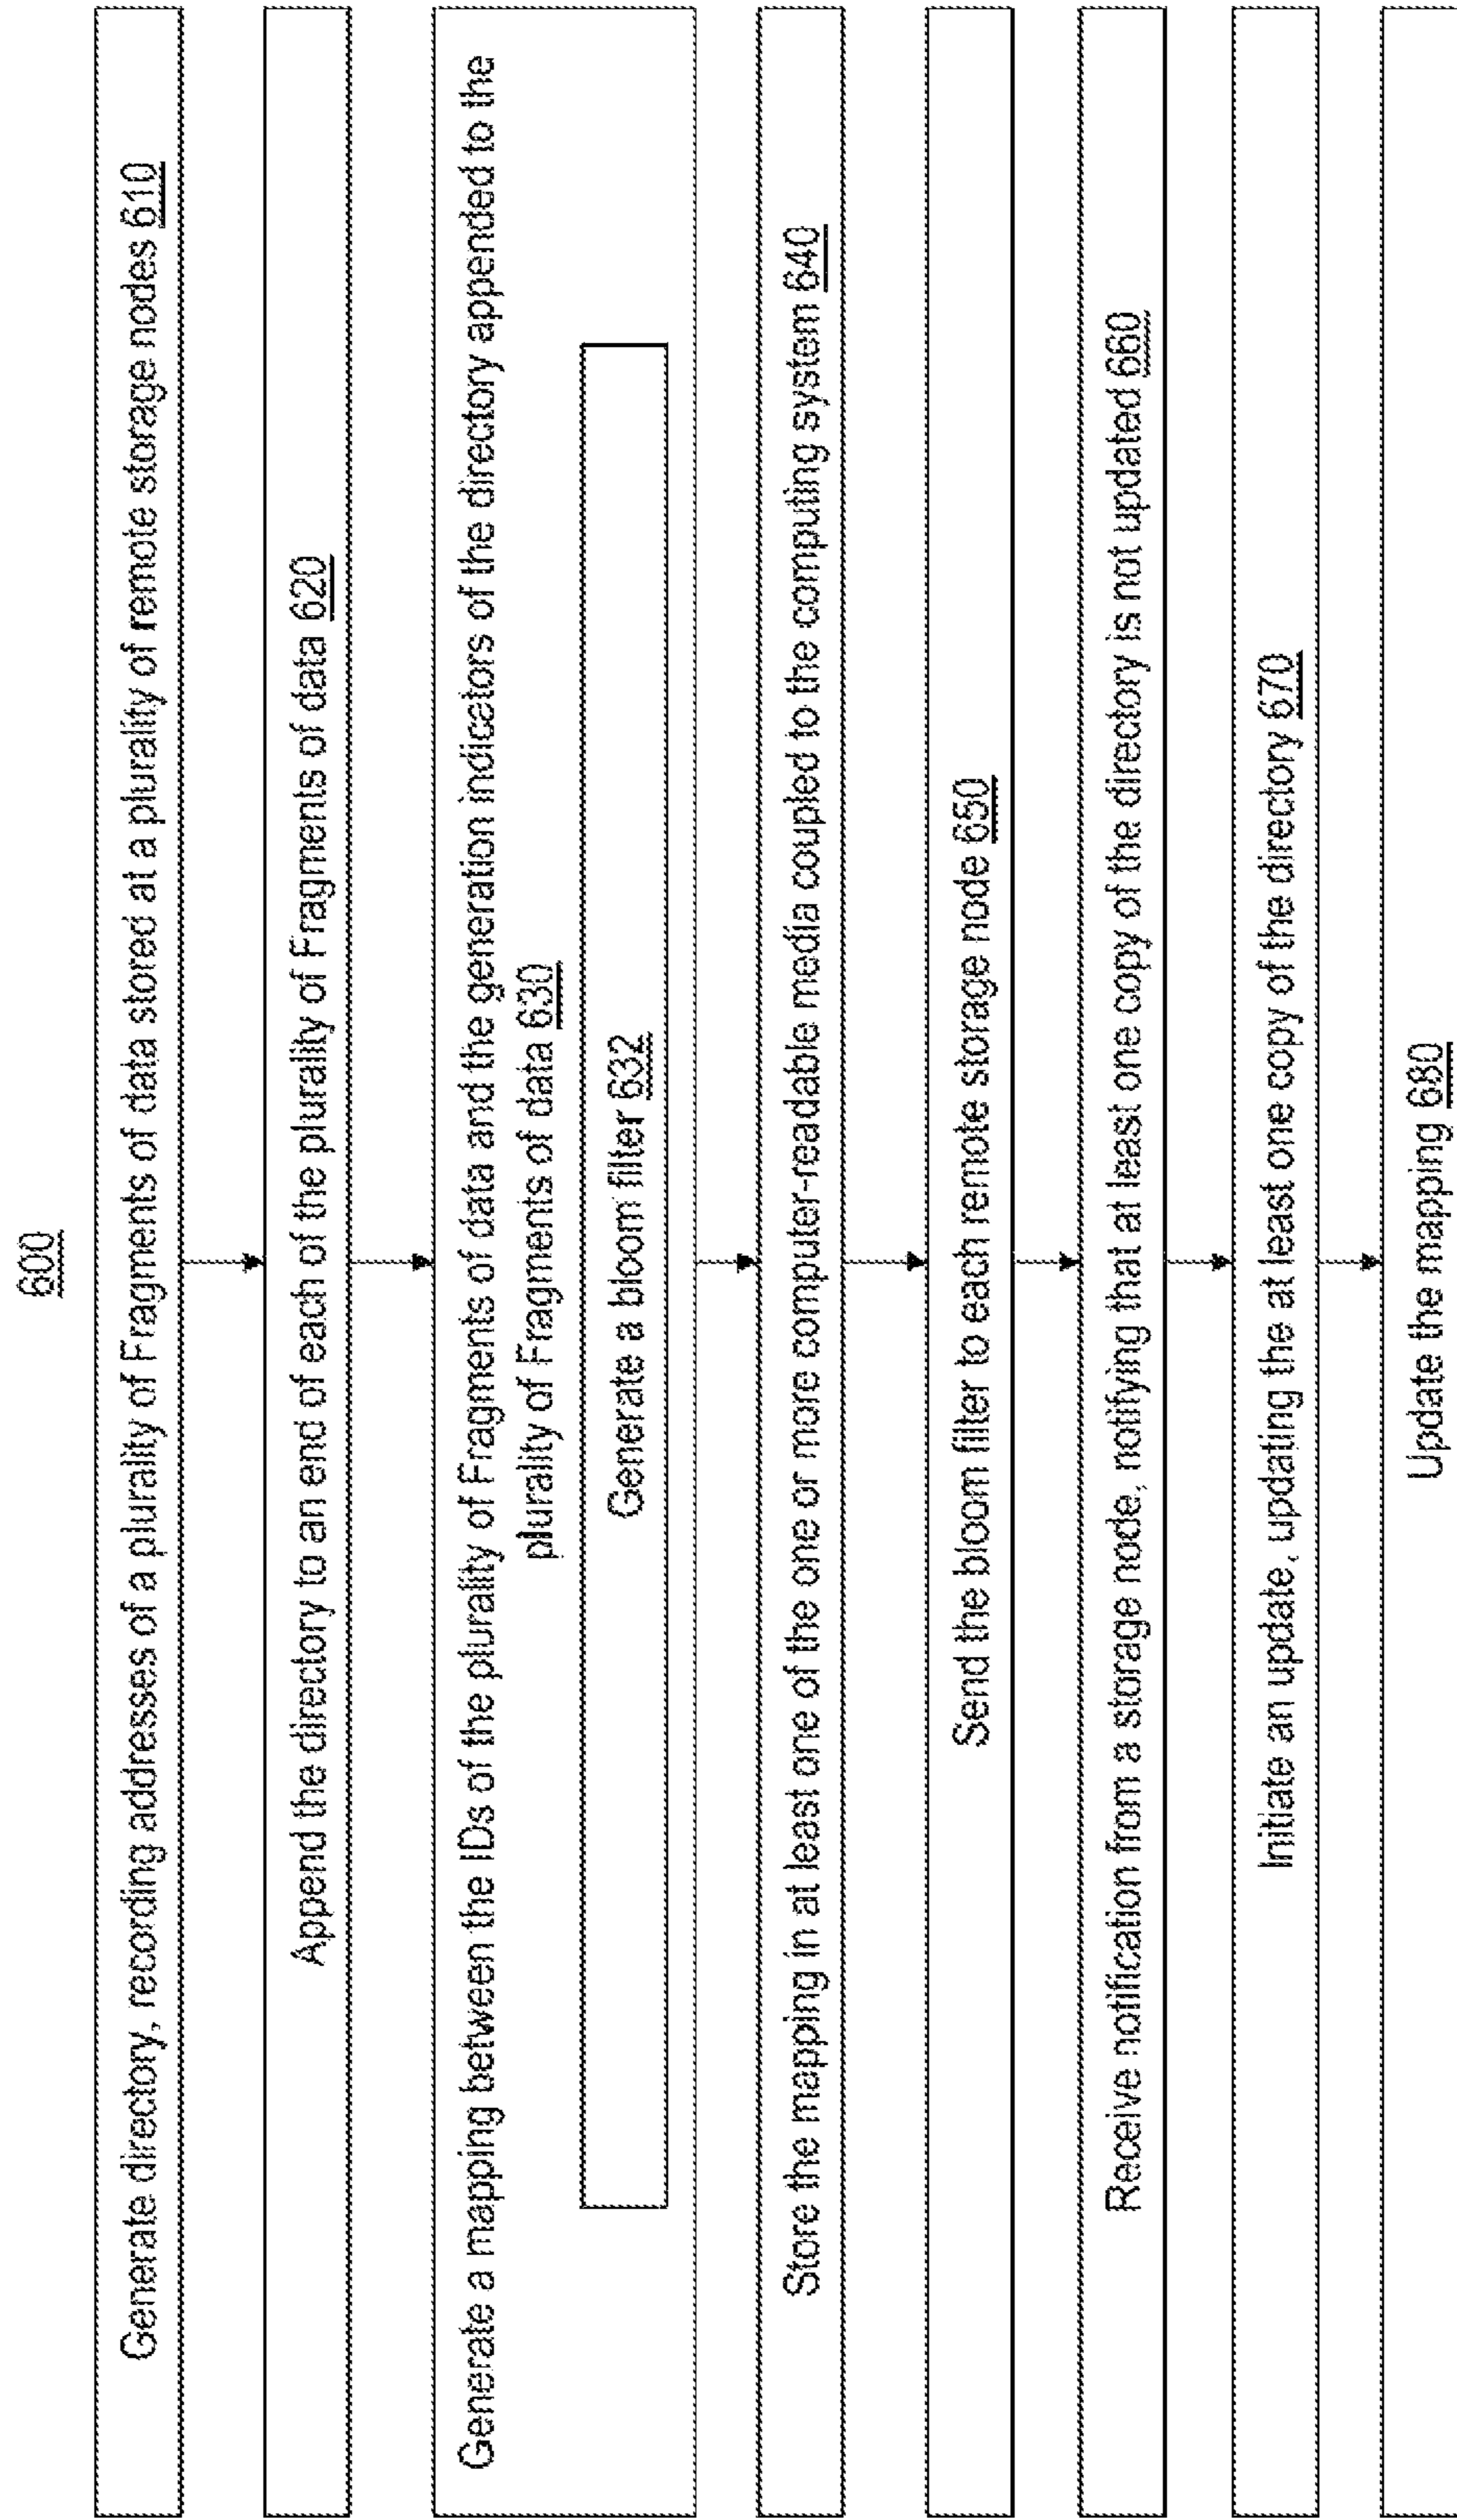 600
Generate directory, recording addresses of a plurality of Fragments of data stored at a plurality of remote storage nodes 610
Append the directory to an end of each of the plurality of Fragments of data 620
Generate a mapping between the IDs of the plurality of Fragments of data and the generation indicators of the directory appended to the
plurality of Fragments of data 630
Generate a bloom filter 632
Store the mapping in at least one of the one or more computer-readable media coupled to the computing system 640
Send the bloom filter to each remote storage node 650
Receive notification from a storage node, notifying that at least one copy of the directory is not updated 660
Initiate an update, updating the at least one copy of the directory 670
Update the mapping 680